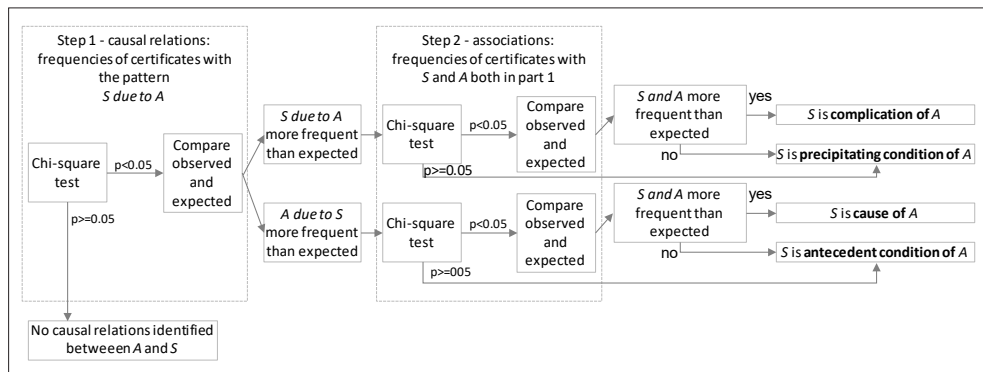 Step 1 - causal relations:
frequencies of certificates with
the pattern
S due to A
Chi-square
test
p<0.05
p>=0.05
Compare
observed
and
expected
No causal relations identified
betweeen A and S
S due to A
more frequent
than expected
A due to S
more frequent
than expected
Step 2 - associations:
frequencies of certificates with
S and A both in part 1
Chi-square
test
p<0.05
p>=0.05
Compare
observed
and
expected
S and A more
frequent than
expected
yes
no
S is complication of A
S is precipitating condition of A
Chi-square
test
p<0.05
p>=005
Compare
observed
and
expected
S and A more
frequent than
expected
yes
no
S is cause of A
S is antecedent condition of A